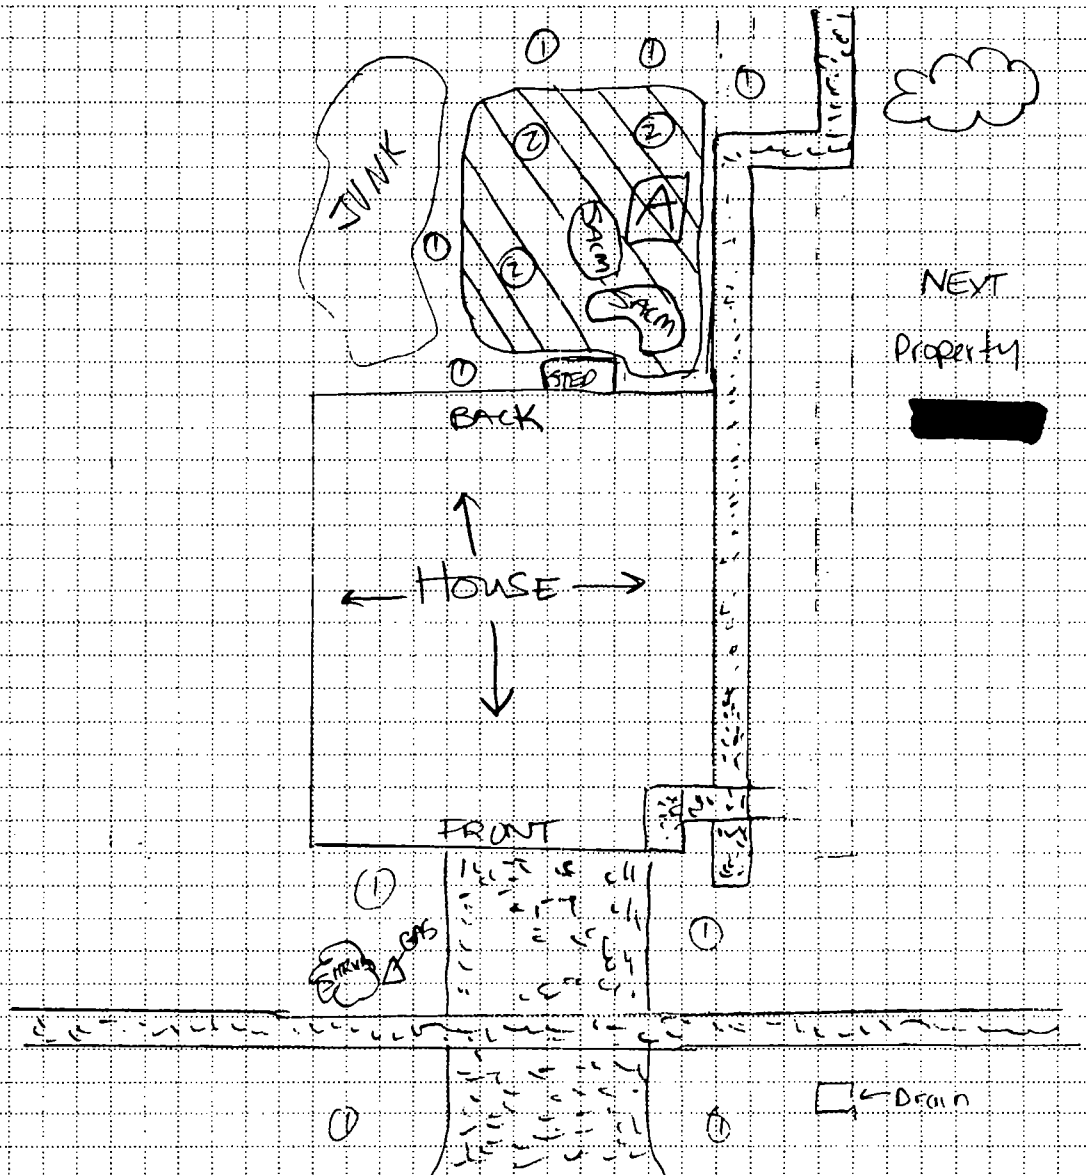 ①
①
①
②
②
JUNK
A
SACM
①
②
NEXT
SACM
Property
①
STEP
BACK
HOUSE
FRONT
①
GAS
①
SHRUB
Drain
①
①